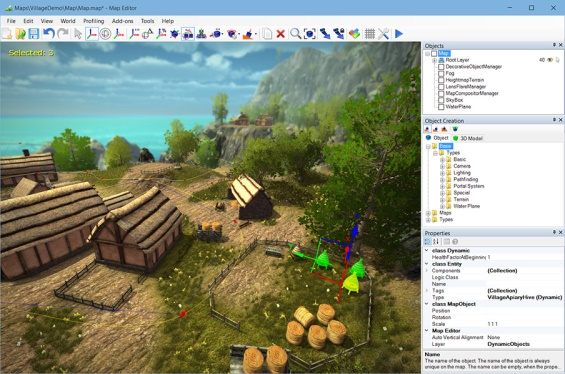 Maps\VillageDemo\Map\Map.map* - Map Editor
File Edit View World Profiling Add-ons Tools Help
Selected: 3
Objects
Map
Root Layer 40
DecorativeObjectManager
Fog
HeightmapTerrain
LensFlareManager
MapCompositorManager
SkyBox
WaterPlane
Object Creation
Object 3D Model
Base
Types
Basic
Camera
Lighting
Pathfinding
Portal System
Special
Terrain
Water Plane
Maps
Types
Properties
class Dynamic
HealthFactorAtBeginning 1
class Entity
Components (Collection)
Logic Class
Name
Tags (Collection)
Type VillageApiaryHive (Dynamic)
class MapObject
Position
Rotation
Scale 1 1 1
Map Editor
Auto Vertical Alignment None
Layer DynamicObjects
Name
The name of the object. The name of the object is always
unique on the map. The name can be empty, when the prope...